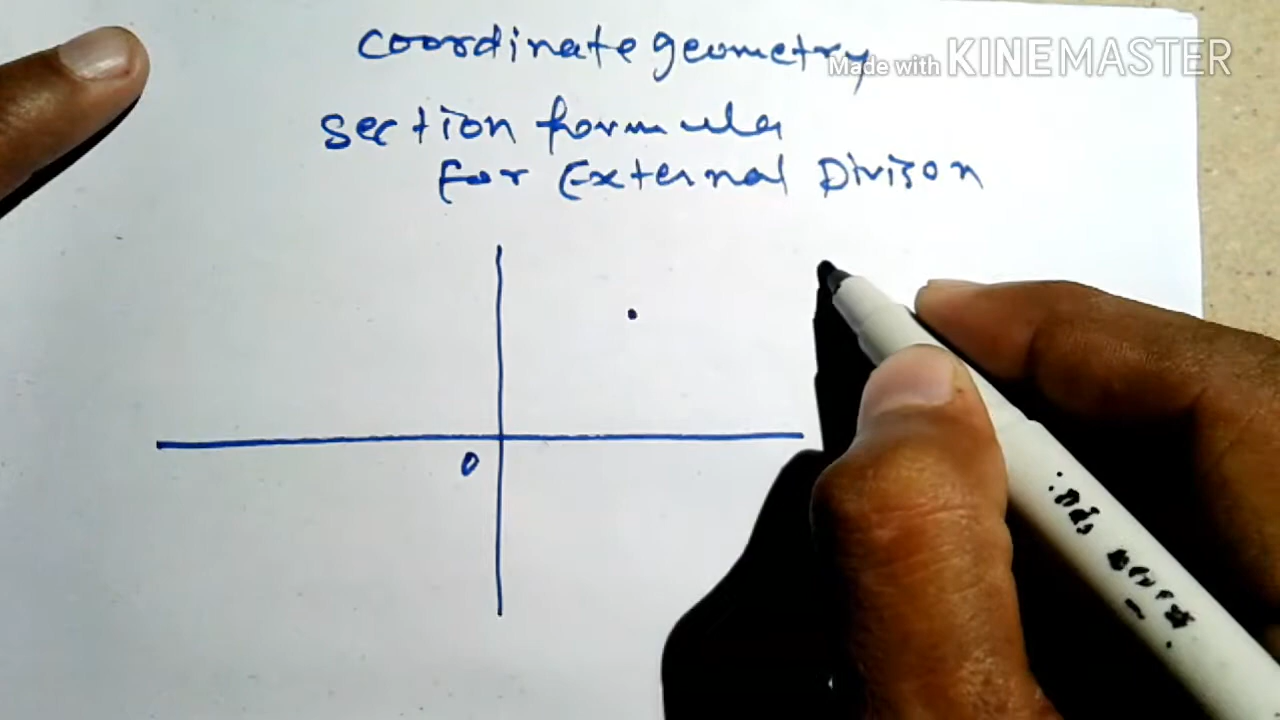 coordinate geometry
Made with KINEMASTER
section formula
for External Divison
0